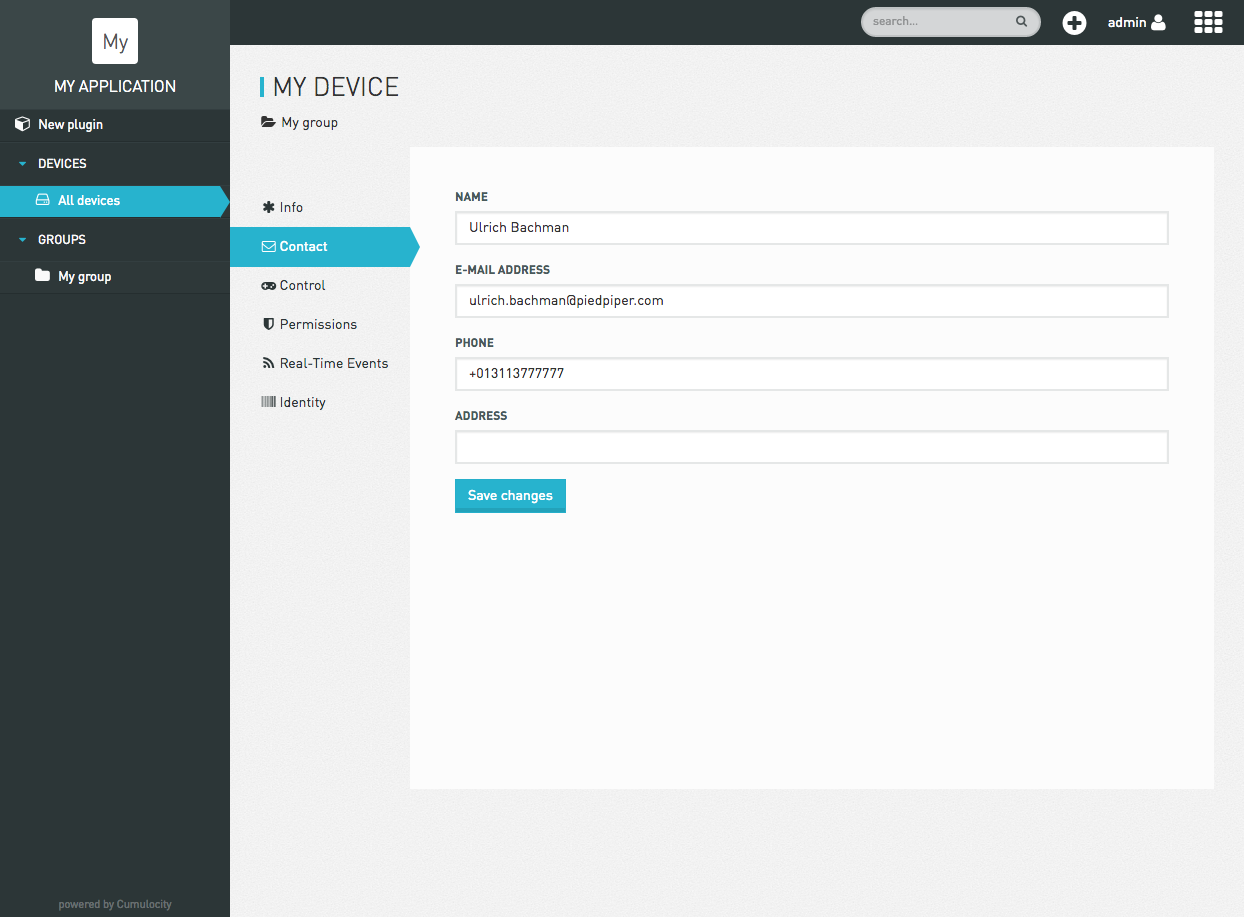 My
MY APPLICATION
New plugin
DEVICES
All devices
GROUPS
My group
powered by Cumulocity
search...
admin
MY DEVICE
My group
Info
Contact
Control
Permissions
Real-Time Events
Identity
NAME
Ulrich Bachman
E-MAIL ADDRESS
ulrich.bachman@piedpiper.com
PHONE
+013113777777
ADDRESS
Save changes